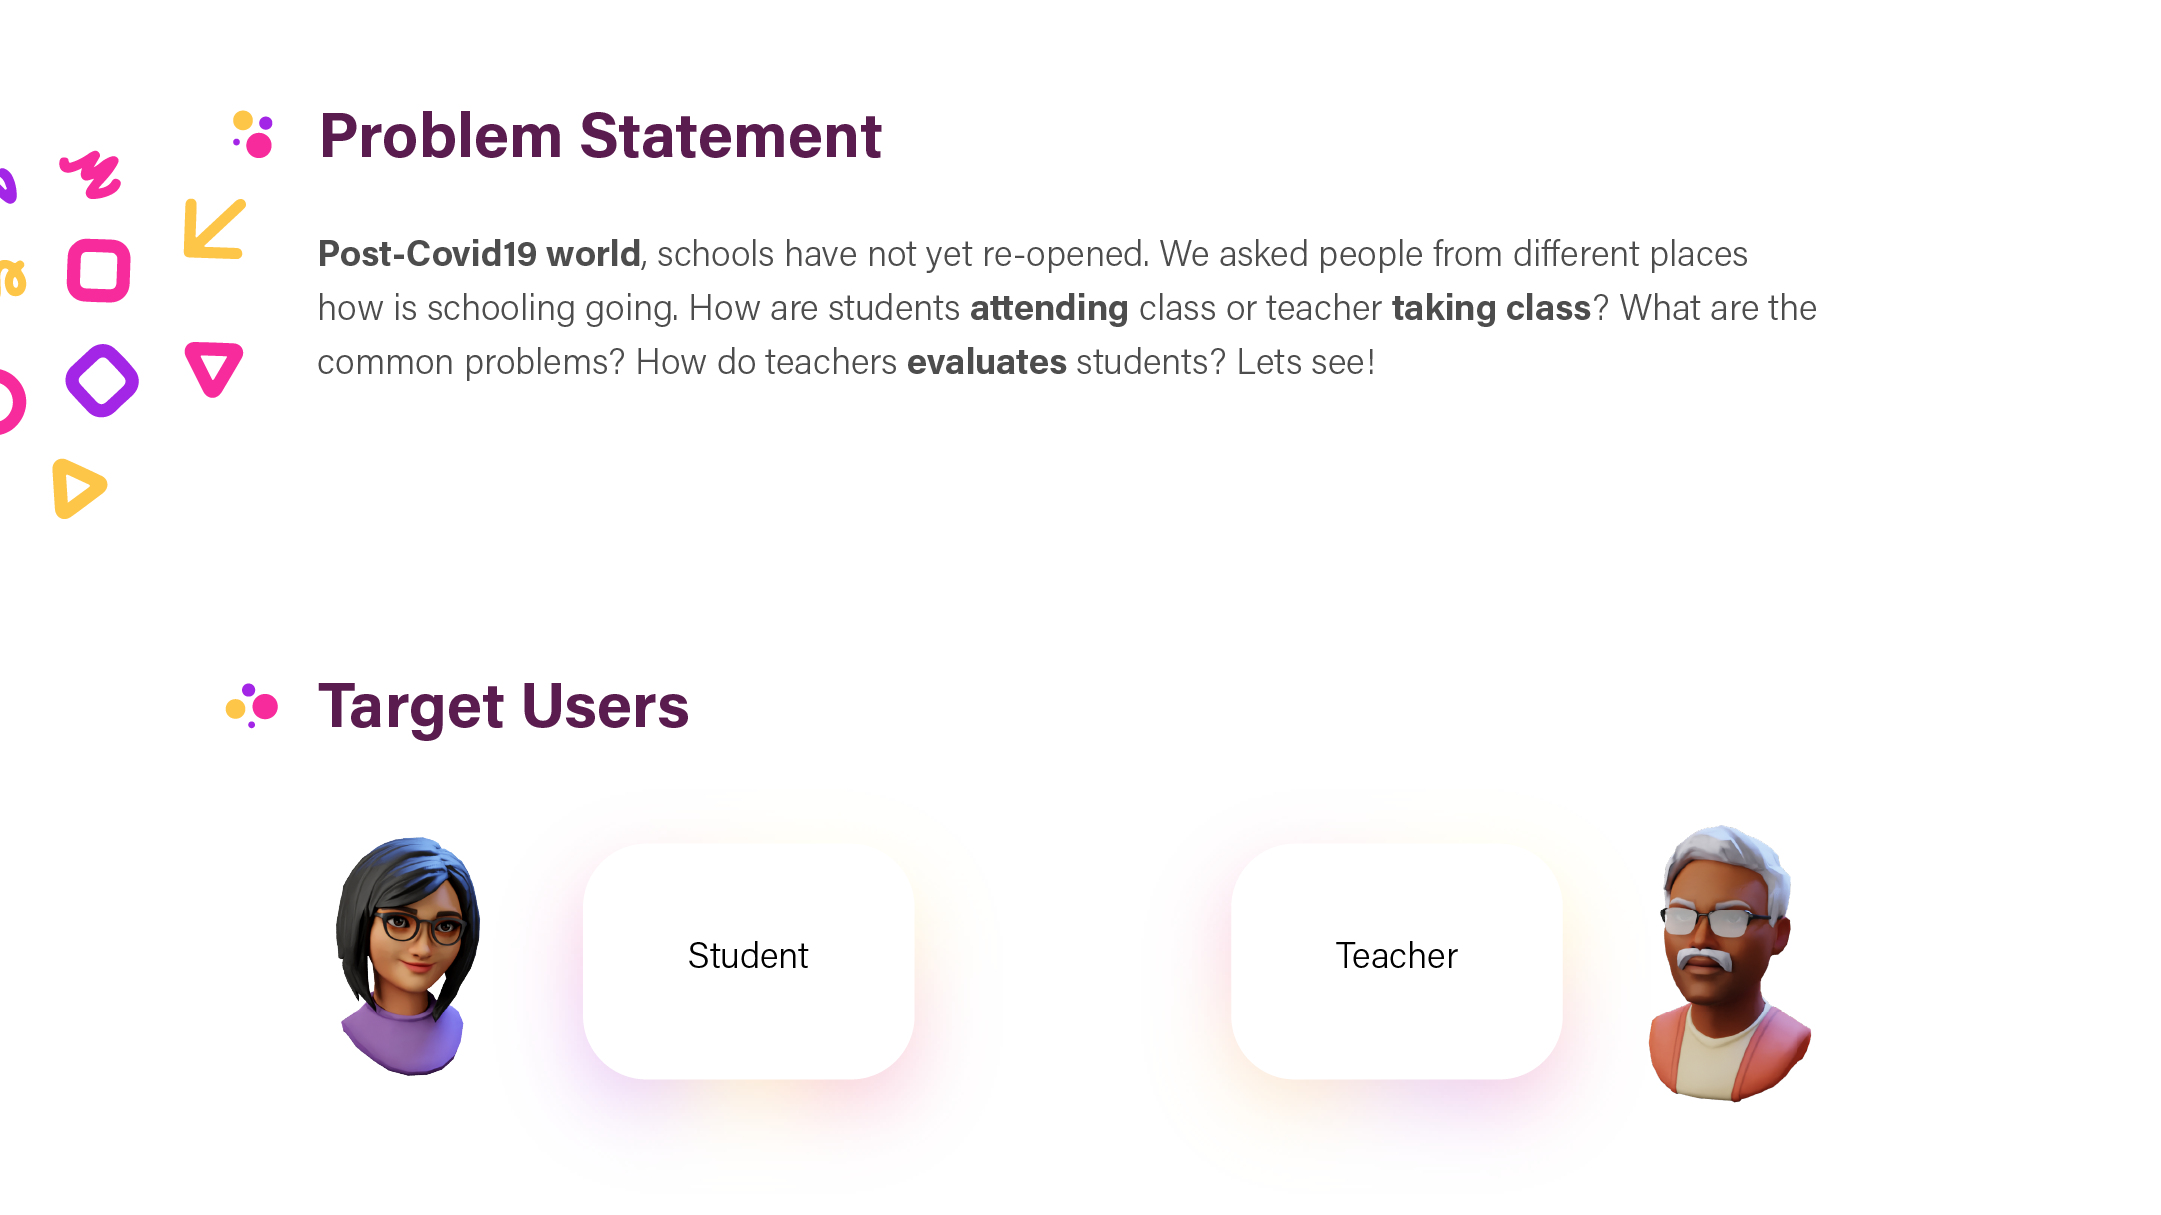 Problem Statement
Post-Covid19 world, schools have not yet re-opened. We asked people from different places
how is schooling going. How are students attending class or teacher taking class? What are the
common problems? How do teachers evaluates students? Lets see!
Target Users
Student
Teacher